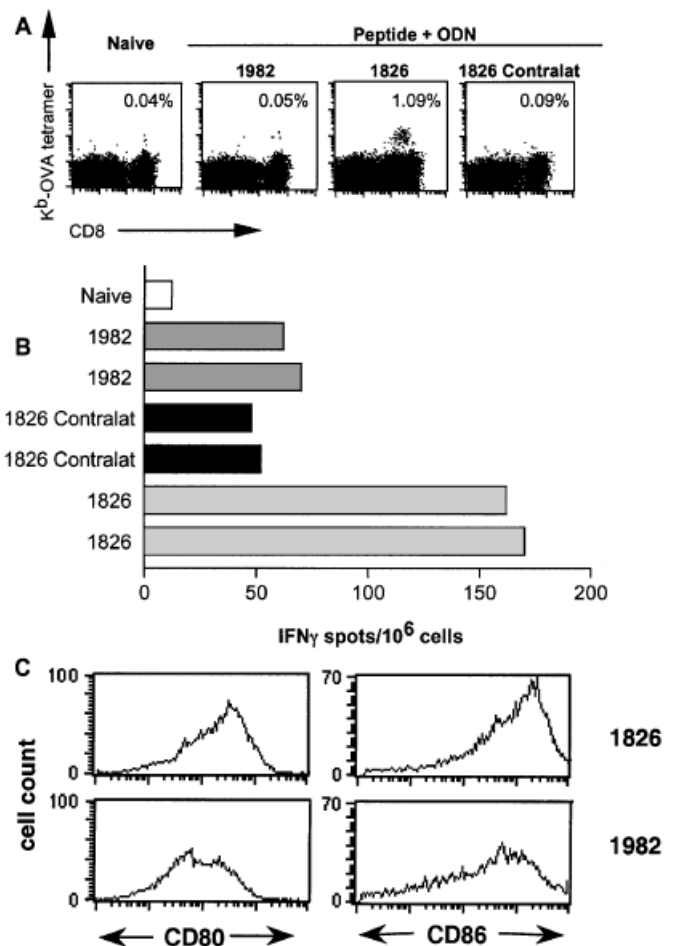 A
Naive
Peptide + ODN
1982
1826
1826 Contralat
0.04%
0.05%
1.09%
0.09%
Kb-OVA tetramer
CD8
B
Naive
1982
1982
1826 Contralat
1826 Contralat
1826
1826
0 50 100 150 200
IFNγ spots/10⁶ cells
C
100
0
70
0
1826
cell count
100
0
70
0
1982
CD80
CD86